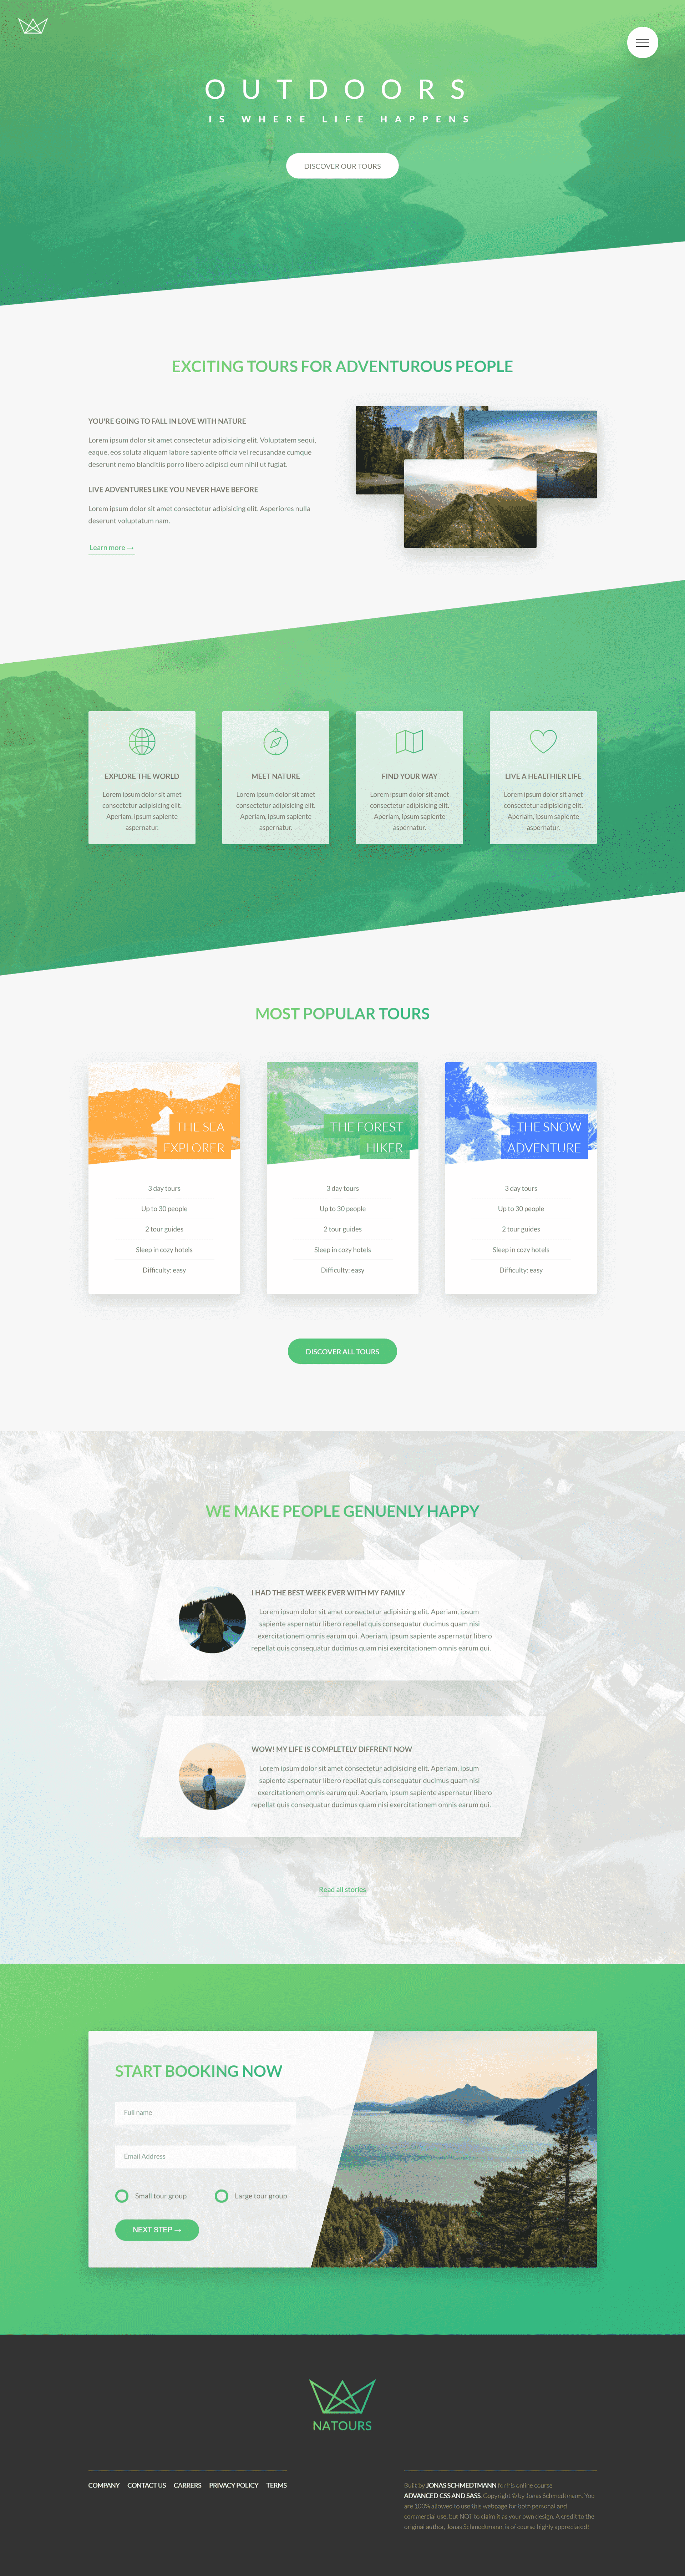 OUTDOORS
IS WHERE LIFE HAPPENS
DISCOVER OUR TOURS
EXCITING TOURS FOR ADVENTUROUS PEOPLE
YOU'RE GOING TO FALL IN LOVE WITH NATURE
Lorem ipsum dolor sit amet consectetur adipisicing elit. Voluptatem sequi,
eaque, eos soluta aliquam labore sapiente officia vel recusandae cumque
deserunt nemo blanditiis porro libero adipisci eum nihil ut fugiat.
LIVE ADVENTURES LIKE YOU NEVER HAVE BEFORE
Lorem ipsum dolor sit amet consectetur adipisicing elit. Asperiores nulla
deserunt voluptatum nam.
Learn more →
EXPLORE THE WORLD
Lorem ipsum dolor sit amet
consectetur adipisicing elit.
Aperiam, ipsum sapiente
aspernatur.
MEET NATURE
Lorem ipsum dolor sit amet
consectetur adipisicing elit.
Aperiam, ipsum sapiente
aspernatur.
FIND YOUR WAY
Lorem ipsum dolor sit amet
consectetur adipisicing elit.
Aperiam, ipsum sapiente
aspernatur.
LIVE A HEALTHIER LIFE
Lorem ipsum dolor sit amet
consectetur adipisicing elit.
Aperiam, ipsum sapiente
aspernatur.
MOST POPULAR TOURS
THE SEA
EXPLORER
3 day tours
Up to 30 people
2 tour guides
Sleep in cozy hotels
Difficulty: easy
THE FOREST
HIKER
3 day tours
Up to 30 people
2 tour guides
Sleep in cozy hotels
Difficulty: easy
THE SNOW
ADVENTURE
3 day tours
Up to 30 people
2 tour guides
Sleep in cozy hotels
Difficulty: easy
DISCOVER ALL TOURS
WE MAKE PEOPLE GENUENLY HAPPY
I HAD THE BEST WEEK EVER WITH MY FAMILY
Lorem ipsum dolor sit amet consectetur adipisicing elit. Aperiam, ipsum
sapiente aspernatur libero repellat quis consequatur ducimus quam nisi
exercitationem omnis earum qui. Aperiam, ipsum sapiente aspernatur libero
repellat quis consequatur ducimus quam nisi exercitationem omnis earum qui.
WOW! MY LIFE IS COMPLETELY DIFFRENT NOW
Lorem ipsum dolor sit amet consectetur adipisicing elit. Aperiam, ipsum
sapiente aspernatur libero repellat quis consequatur ducimus quam nisi
exercitationem omnis earum qui. Aperiam, ipsum sapiente aspernatur libero
repellat quis consequatur ducimus quam nisi exercitationem omnis earum qui.
Read all stories
START BOOKING NOW
Full name
Email Address
Small tour group
Large tour group
NEXT STEP →
NATOURS
COMPANY CONTACT US CARRERS PRIVACY POLICY TERMS
Built by JONAS SCHMEDTMANN for his online course
ADVANCED CSS AND SASS. Copyright © by Jonas Schmedtmann. You
are 100% allowed to use this webpage for both personal and
commercial use, but NOT to claim it as your own design. A credit to the
original author, Jonas Schmedtmann, is of course highly appreciated!